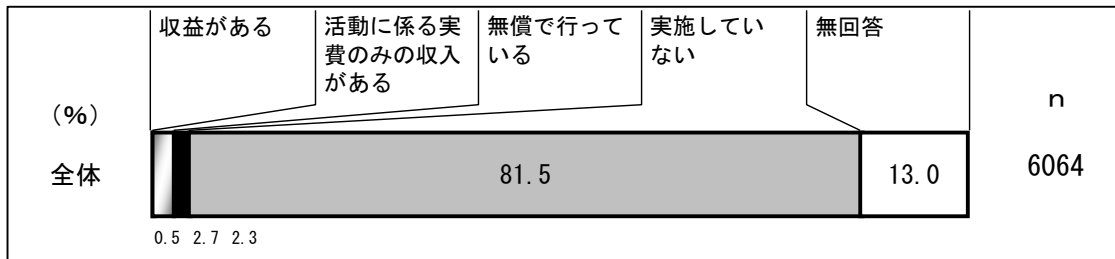 収益がある
活動に係る実
費のみの収入
がある
無償で行って
いる
実施してい
ない
無回答
(%)
n
全体
81.5
13.0
6064
0.5 2.7 2.3